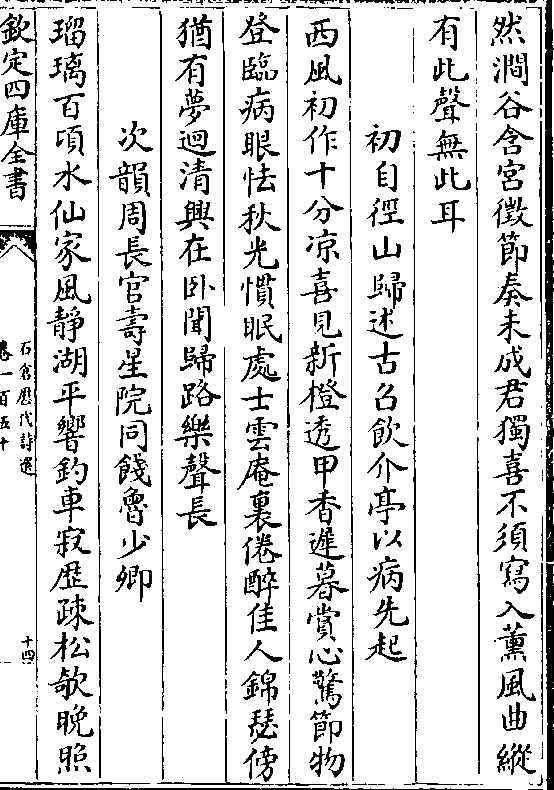 然澗谷含宮徵節奏未成君獨喜不須寫入薰風曲縱
有此聲無此耳
初自徑山歸述古召飲介亭以病先起
西風初作十分凉喜見新橙透甲香遲暮賞心驚節物
登臨病眼怯秋光慣眠處士雲庵裏倦醉佳人錦瑟傍
猶有夢迴清興在卧聞歸路樂聲長
次韻周長官壽星院同餞魯少卿
瑠璃百頃水仙家風靜湖平響釣車寂歴疎松欹晚照
欽定四庫全書
石倉歷代詩選
卷一百五十
十四